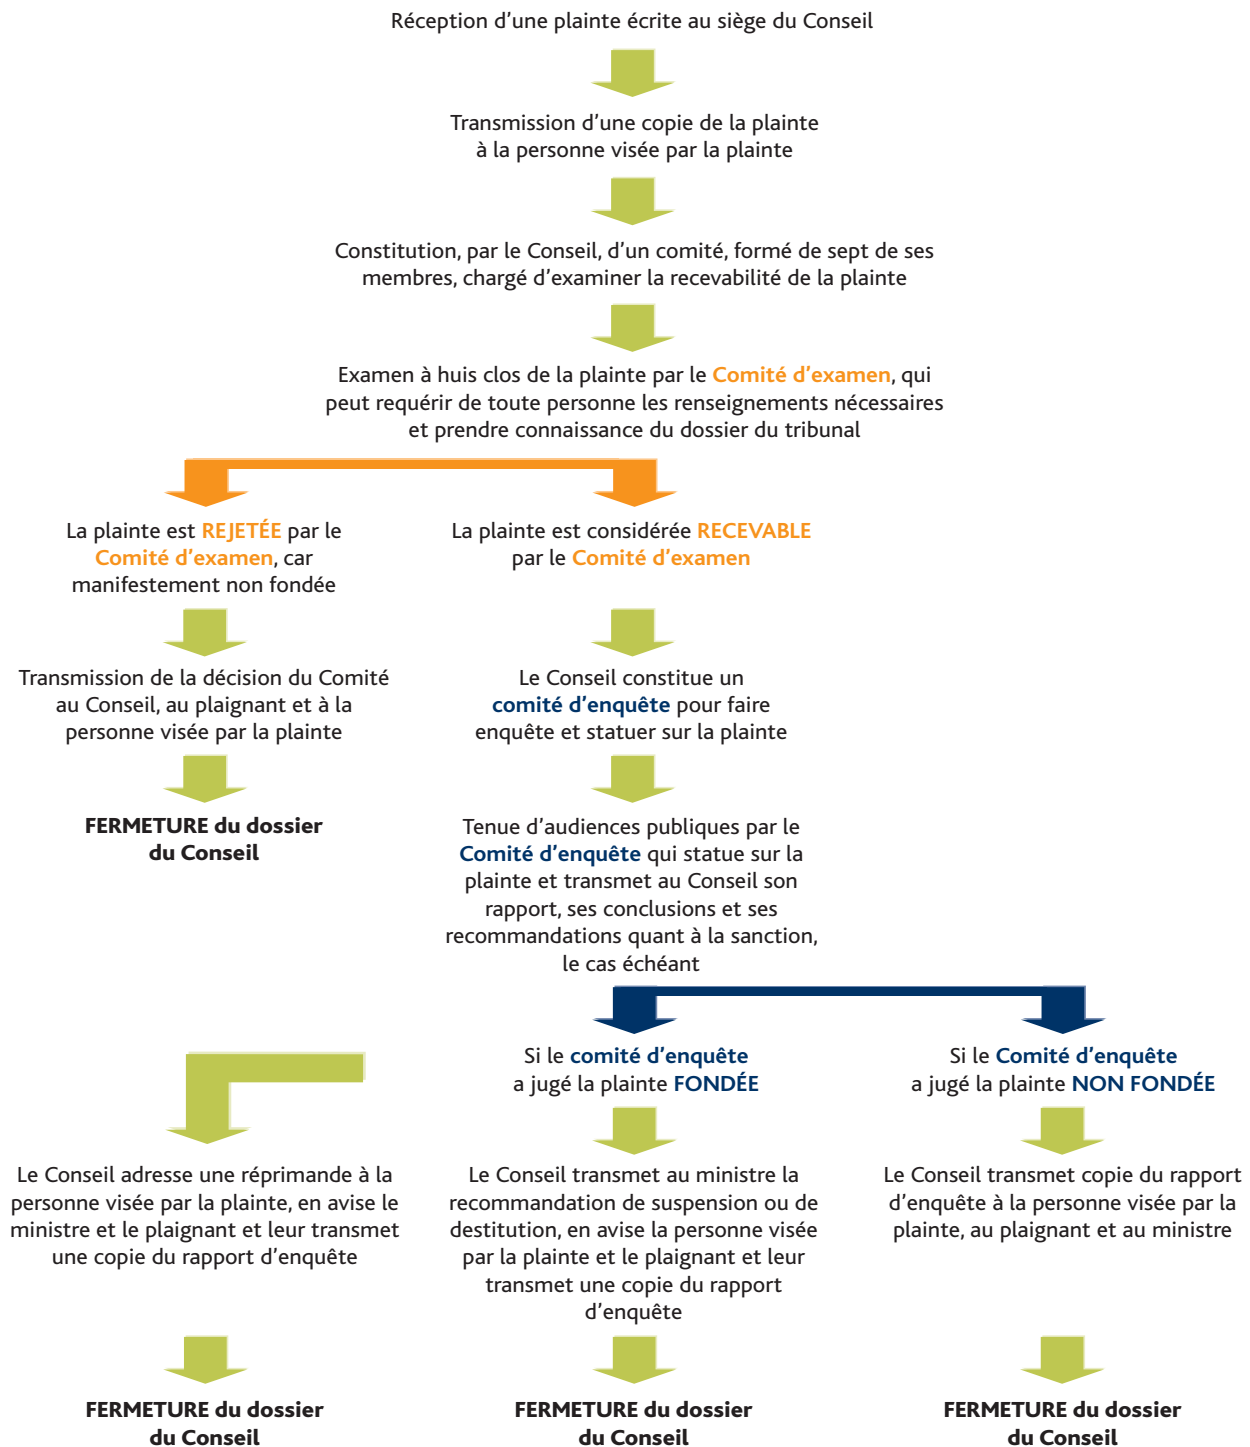 Réception d'une plainte écrite au siège du Conseil
Transmission d'une copie de la plainte
à la personne visée par la plainte
Constitution, par le Conseil, d'un comité, formé de sept de ses
membres, chargé d'examiner la recevabilité de la plainte
Examen à huis clos de la plainte par le Comité d'examen, qui
peut requérir de toute personne les renseignements nécessaires
et prendre connaissance du dossier du tribunal
La plainte est REJETÉE par le
Comité d'examen, car
manifestement non fondée
La plainte est considérée RECEVABLE
par le Comité d'examen
Transmission de la décision du Comité
au Conseil, au plaignant et à la
personne visée par la plainte
Le Conseil constitue un
comité d'enquête pour faire
enquête et statuer sur la plainte
FERMETURE du dossier
du Conseil
Tenue d'audiences publiques par le
Comité d'enquête qui statue sur la
plainte et transmet au Conseil son
rapport, ses conclusions et ses
recommandations quant à la sanction,
le cas échéant
Si le comité d'enquête
a jugé la plainte FONDÉE
Si le Comité d'enquête
a jugé la plainte NON FONDÉE
Le Conseil adresse une réprimande à la
personne visée par la plainte, en avise le
ministre et le plaignant et leur transmet
une copie du rapport d'enquête
Le Conseil transmet au ministre la
recommandation de suspension ou de
destitution, en avise la personne visée
par la plainte et le plaignant et leur
transmet une copie du rapport
d'enquête
Le Conseil transmet copie du rapport
d'enquête à la personne visée par la
plainte, au plaignant et au ministre
FERMETURE du dossier
du Conseil
FERMETURE du dossier
du Conseil
FERMETURE du dossier
du Conseil